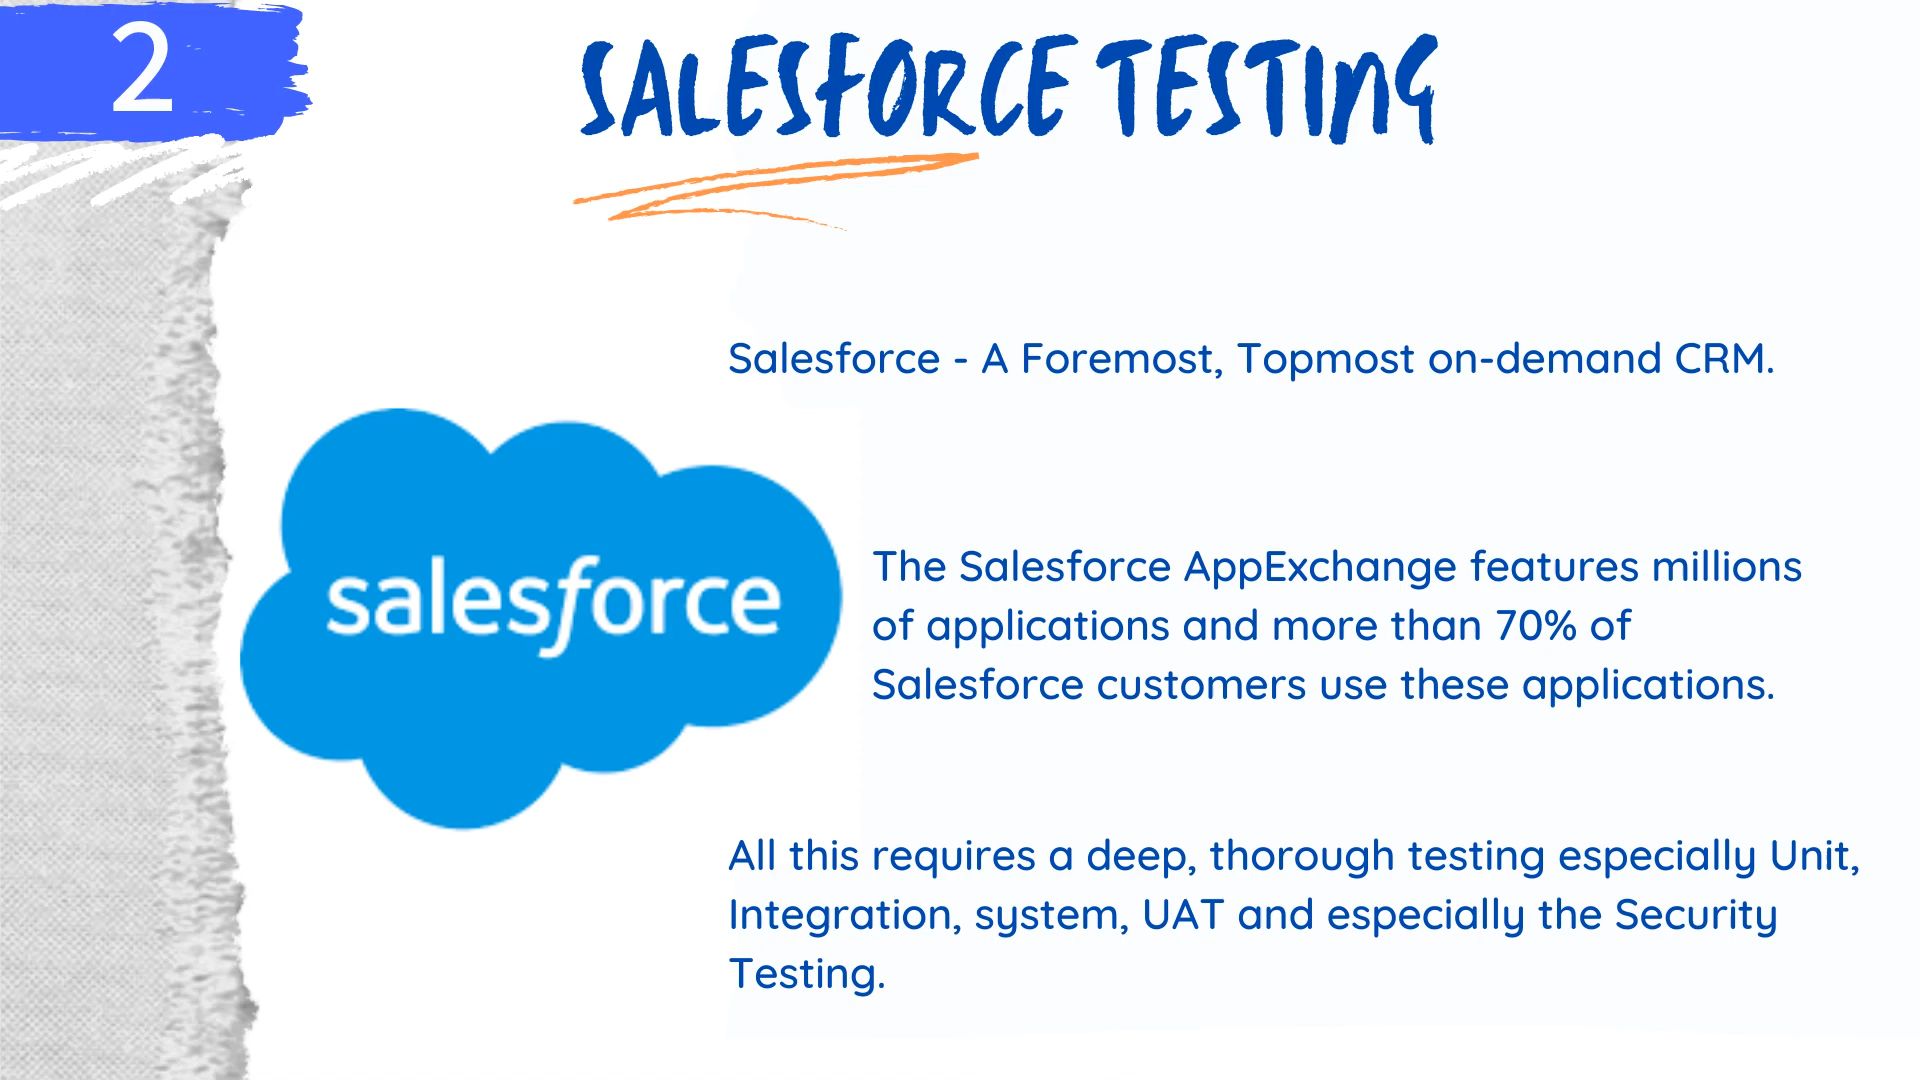 2
SALESFORCE TESTING
Salesforce - A Foremost, Topmost on-demand CRM.
salesforce
The Salesforce AppExchange features millions
of applications and more than 70% of
Salesforce customers use these applications.
All this requires a deep, thorough testing especially Unit,
Integration, system, UAT and especially the Security
Testing.